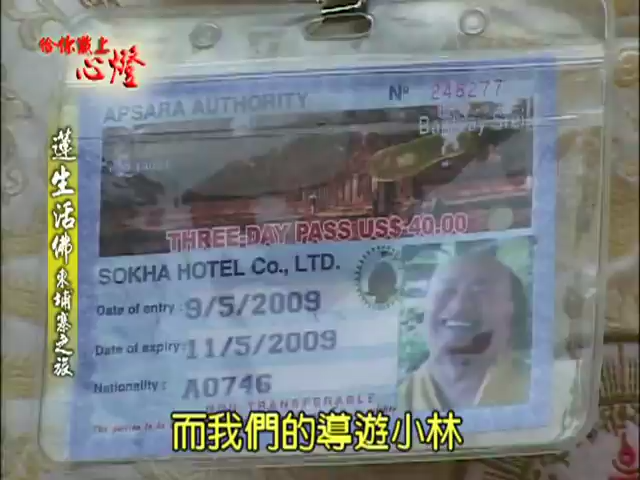 給你點上
心燈
蓮生活佛柬埔寨之旅
APSARA AUTHORITY
Nº 248277
THREE-DAY PASS US$ 40.00
SOKHA HOTEL Co., LTD.
Date of entry : 9/5/2009
Date of expiry : 11/5/2009
Nationality : A0746
NON TRANSFERABLE
而我們的導遊小林